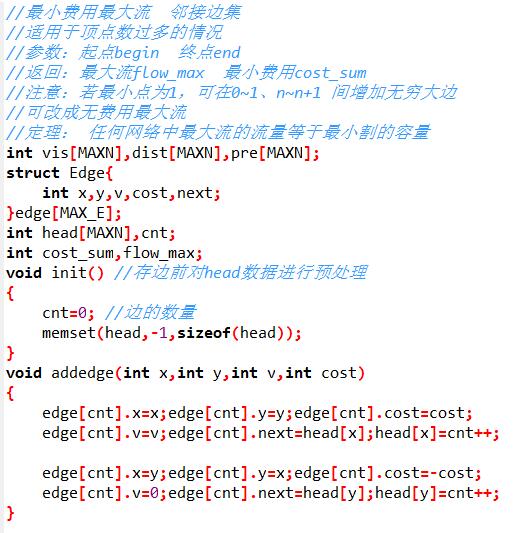 //最小费用最大流  邻接边集
//适用于顶点数过多的情况
//参数：起点begin  终点end
//返回：最大流flow_max  最小费用cost_sum
//注意：若最小点为1，可在0~1、n~n+1 间增加无穷大边
//可改成无费用最大流
//定理： 任何网络中最大流的流量等于最小割的容量
int vis[MAXN],dist[MAXN],pre[MAXN];
struct Edge{
    int x,y,v,cost,next;
}edge[MAX_E];
int head[MAXN],cnt;
int cost_sum,flow_max;
void init() //存边前对head数据进行预处理
{
    cnt=0; //边的数量
    memset(head,-1,sizeof(head));
}
void addedge(int x,int y,int v,int cost)
{
    edge[cnt].x=x;edge[cnt].y=y;edge[cnt].cost=cost;
    edge[cnt].v=v;edge[cnt].next=head[x];head[x]=cnt++;

    edge[cnt].x=y;edge[cnt].y=x;edge[cnt].cost=-cost;
    edge[cnt].v=0;edge[cnt].next=head[y];head[y]=cnt++;
}